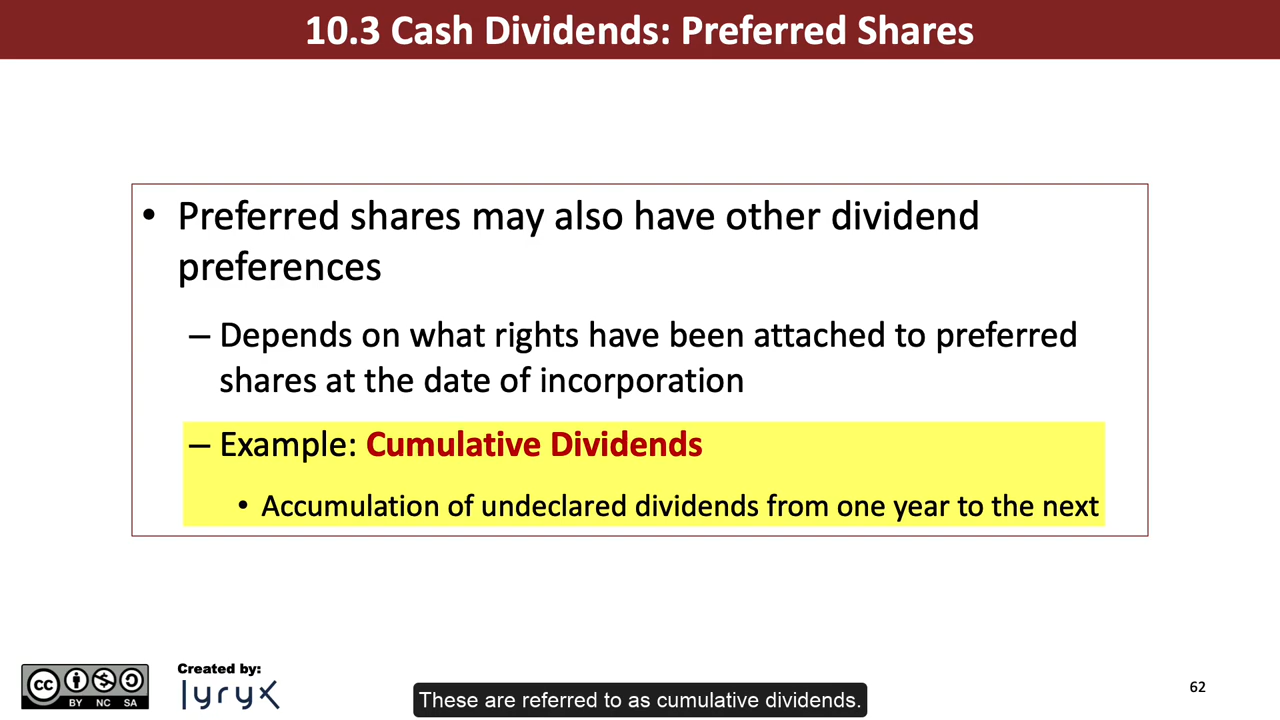 10.3 Cash Dividends: Preferred Shares
• Preferred shares may also have other dividend
preferences
– Depends on what rights have been attached to preferred
shares at the date of incorporation
– Example: Cumulative Dividends
• Accumulation of undeclared dividends from one year to the next
cc
BY NC SA
Created by:
lyryx
These are referred to as cumulative dividends.
62